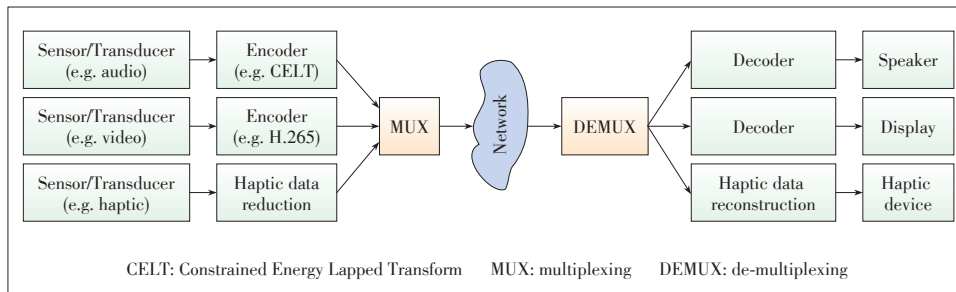 Sensor/Transducer
(e.g. audio)
Encoder
(e.g. CELT)
Decoder
Speaker
Sensor/Transducer
(e.g. video)
Encoder
(e.g. H.265)
MUX
Network
DEMUX
Decoder
Display
Sensor/Transducer
(e.g. haptic)
Haptic data
reduction
Haptic data
reconstruction
Haptic
device
CELT: Constrained Energy Lapped Transform MUX: multiplexing DEMUX: de-multiplexing